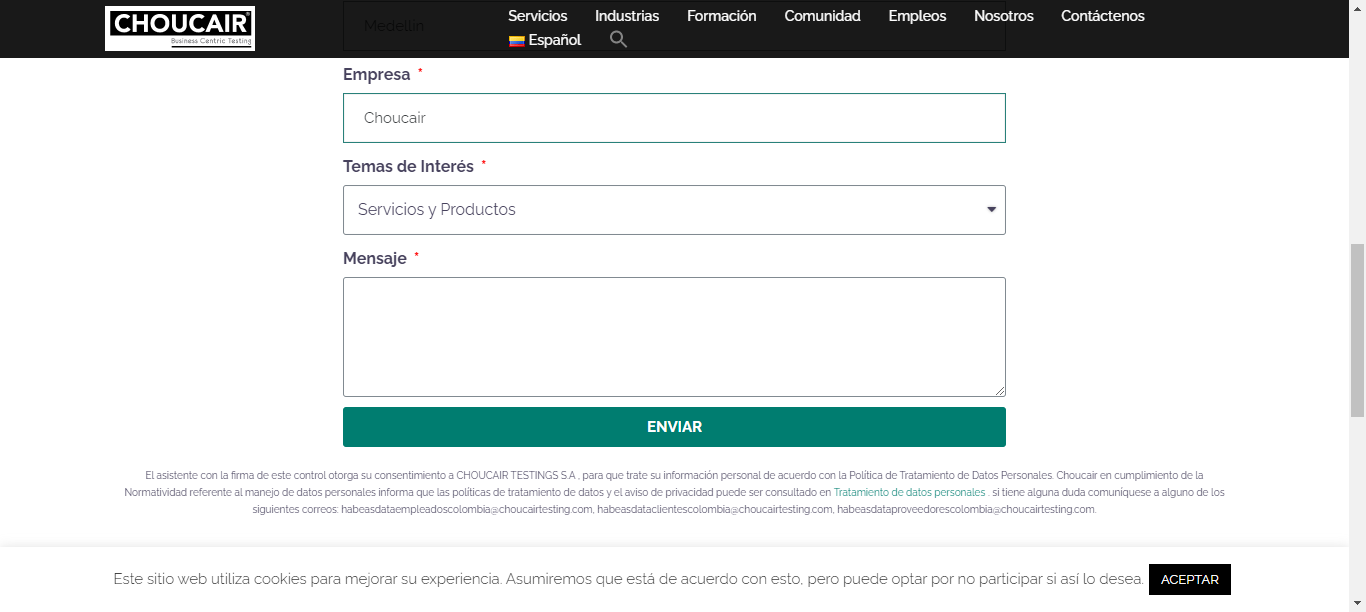 CHOUCAIR
Business Centric Testing
Servicios Industrias Formación Comunidad Empleos Nosotros Contáctenos
Español
Medellín
Empresa *
Choucair
Temas de Interés *
Servicios y Productos
Mensaje *
ENVIAR
El asistente con la firma de este control otorga su consentimiento a CHOUCAIR TESTINGS S.A , para que trate su información personal de acuerdo con la Política de Tratamiento de Datos Personales. Choucair en cumplimiento de la
Normatividad referente al manejo de datos personales informa que las políticas de tratamiento de datos y el aviso de privacidad puede ser consultado en Tratamiento de datos personales . si tiene alguna duda comuníquese a alguno de los
siguientes correos: habeasdataempleadoscolombia@choucairtesting.com, habeasdataclientescolombia@choucairtesting.com, habeasdataproveedorescolombia@choucairtesting.com.
Este sitio web utiliza cookies para mejorar su experiencia. Asumiremos que está de acuerdo con esto, pero puede optar por no participar si así lo desea. ACEPTAR